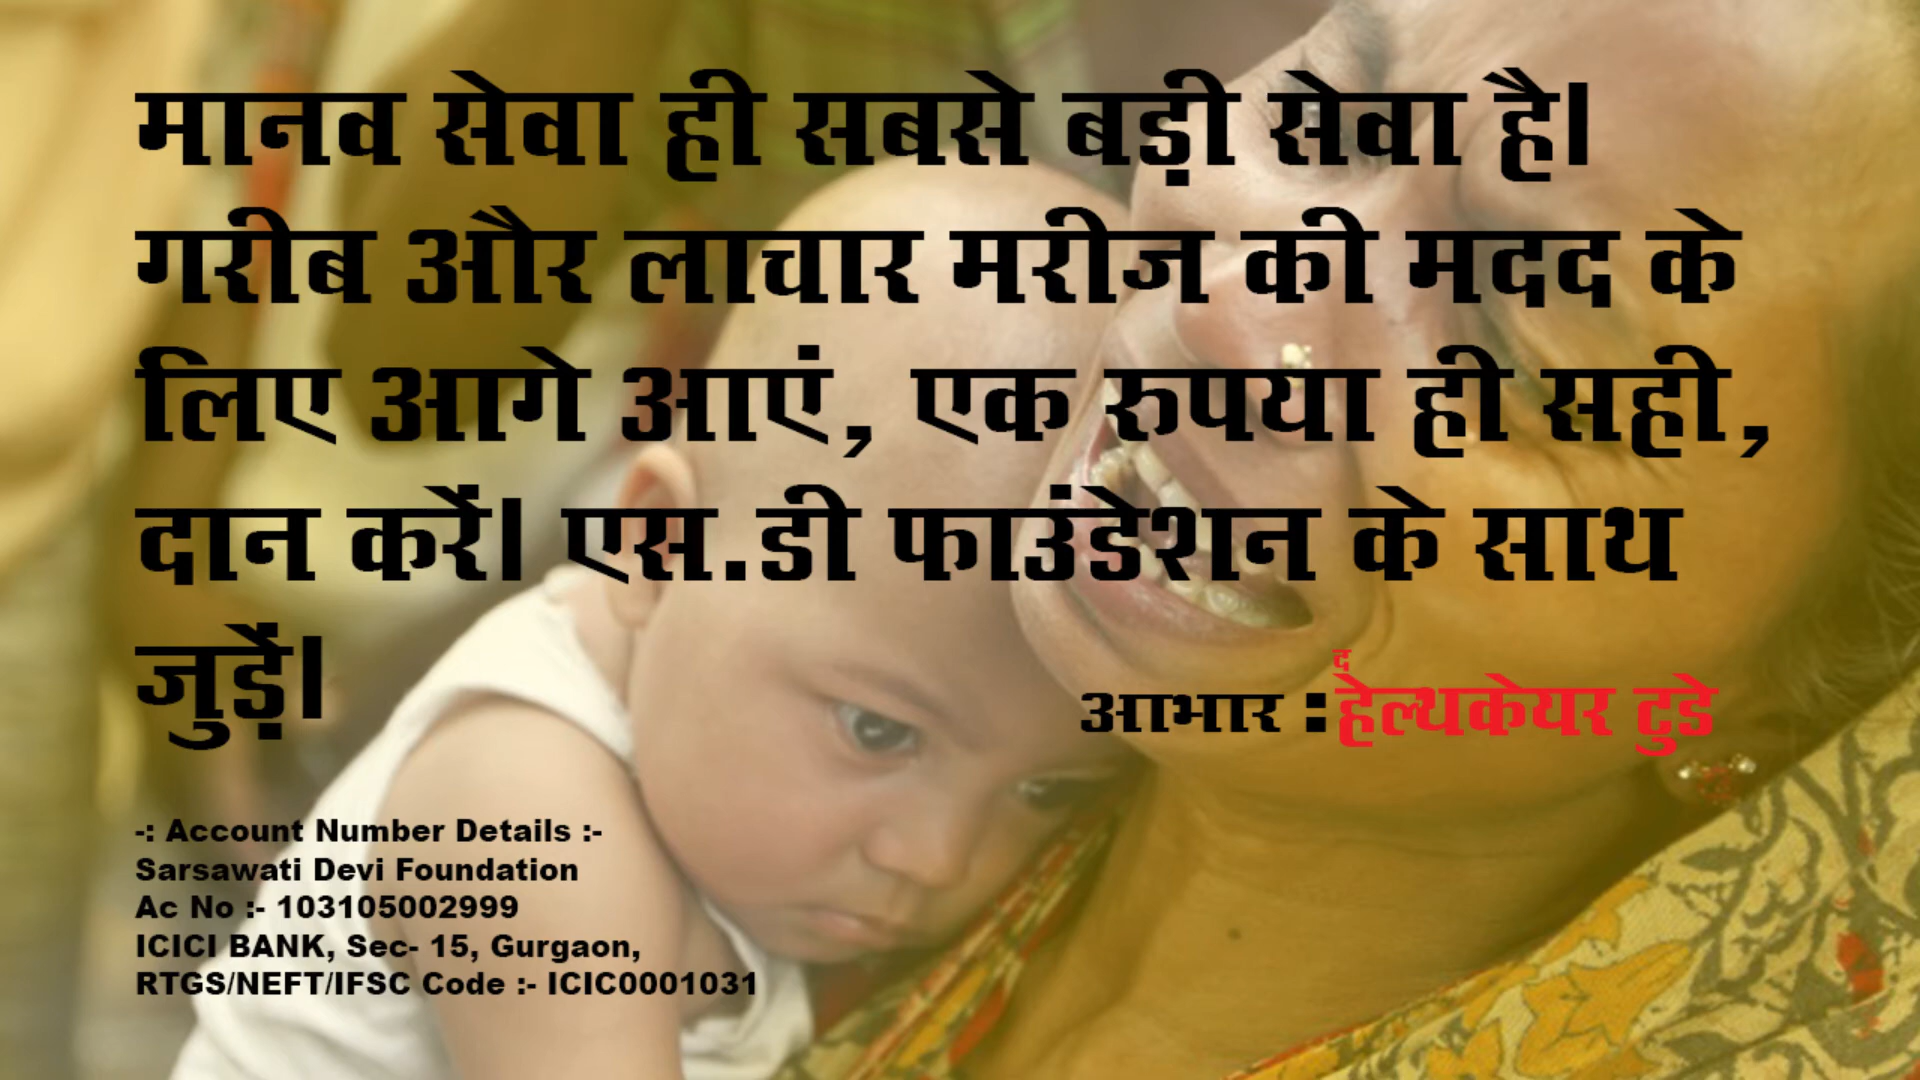 मानव सेवा ही सबसे बड़ी सेवा है।
गरीब और लाचार मरीज की मदद के
लिए आगे आएं, एक रुपया ही सही,
दान करें। एस.डी फाउंडेशन के साथ
जुड़ें।
आभार : द हेल्थकेयर टुडे
-: Account Number Details :-
Sarsawati Devi Foundation
Ac No :- 103105002999
ICICI BANK, Sec- 15, Gurgaon,
RTGS/NEFT/IFSC Code :- ICIC0001031